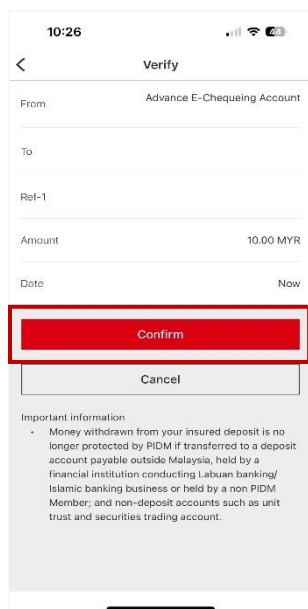 10:26
44
Verify
From Advance E-Chequeing Account
To
Ref-1
Amount 10.00 MYR
Date Now
Confirm
Cancel
Important information
• Money withdrawn from your insured deposit is no
longer protected by PIDM if transferred to a deposit
account payable outside Malaysia, held by a
financial institution conducting Labuan banking/
Islamic banking business or held by a non PIDM
Member; and non-deposit accounts such as unit
trust and securities trading account.